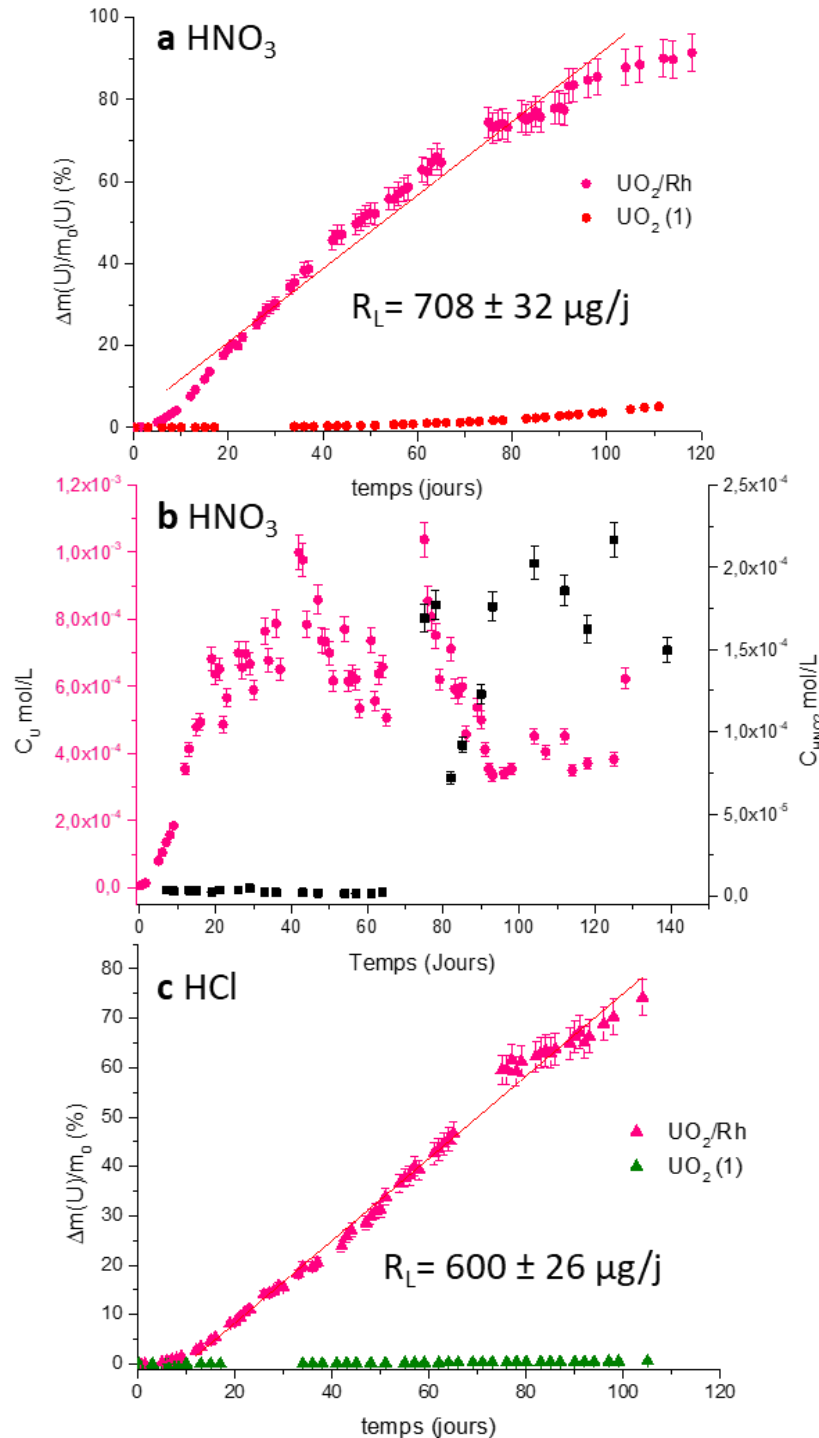 a HNO₃
100
80
60
40
20
0
Δm(U)/m₀(U) (%)
UO₂/Rh
UO₂ (1)
R_L= 708 ± 32 µg/j
0 20 40 60 80 100 120
temps (jours)
b HNO₃
1,2x10⁻³
1,0x10⁻³
8,0x10⁻⁴
6,0x10⁻⁴
4,0x10⁻⁴
2,0x10⁻⁴
0,0
C_U mol/L
2,5x10⁻⁴
2,0x10⁻⁴
1,5x10⁻⁴
1,0x10⁻⁴
5,0x10⁻⁵
0,0
C_HNO2 mol/L
0 20 40 60 80 100 120 140
Temps (Jours)
c HCl
80
70
60
50
40
30
20
10
0
Δm(U)/m₀ (%)
UO₂/Rh
UO₂ (1)
R_L= 600 ± 26 µg/j
0 20 40 60 80 100 120
temps (jours)